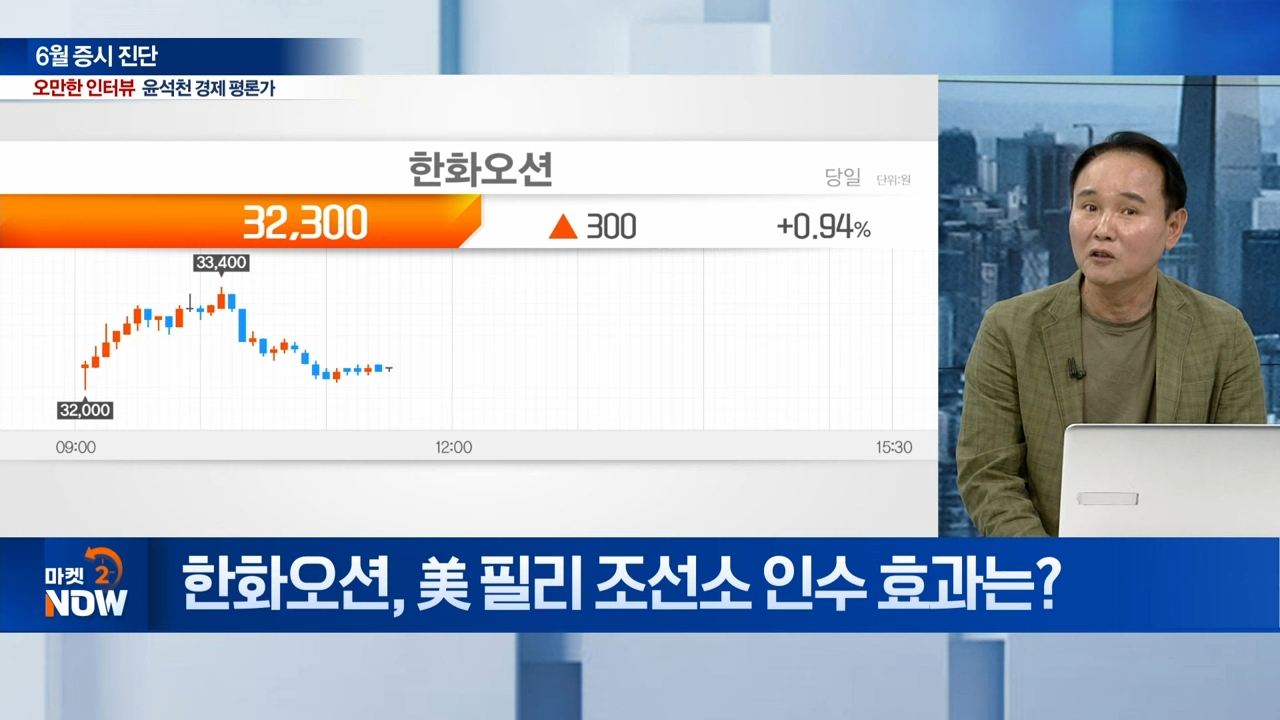 6월 증시 진단
오만한 인터뷰 윤석천 경제 평론가
한화오션
당일 단위:원
32,300 ▲ 300 +0.94%
33,400
32,000
09:00 12:00 15:30
마켓 2
NOW
한화오션, 美 필리 조선소 인수 효과는?